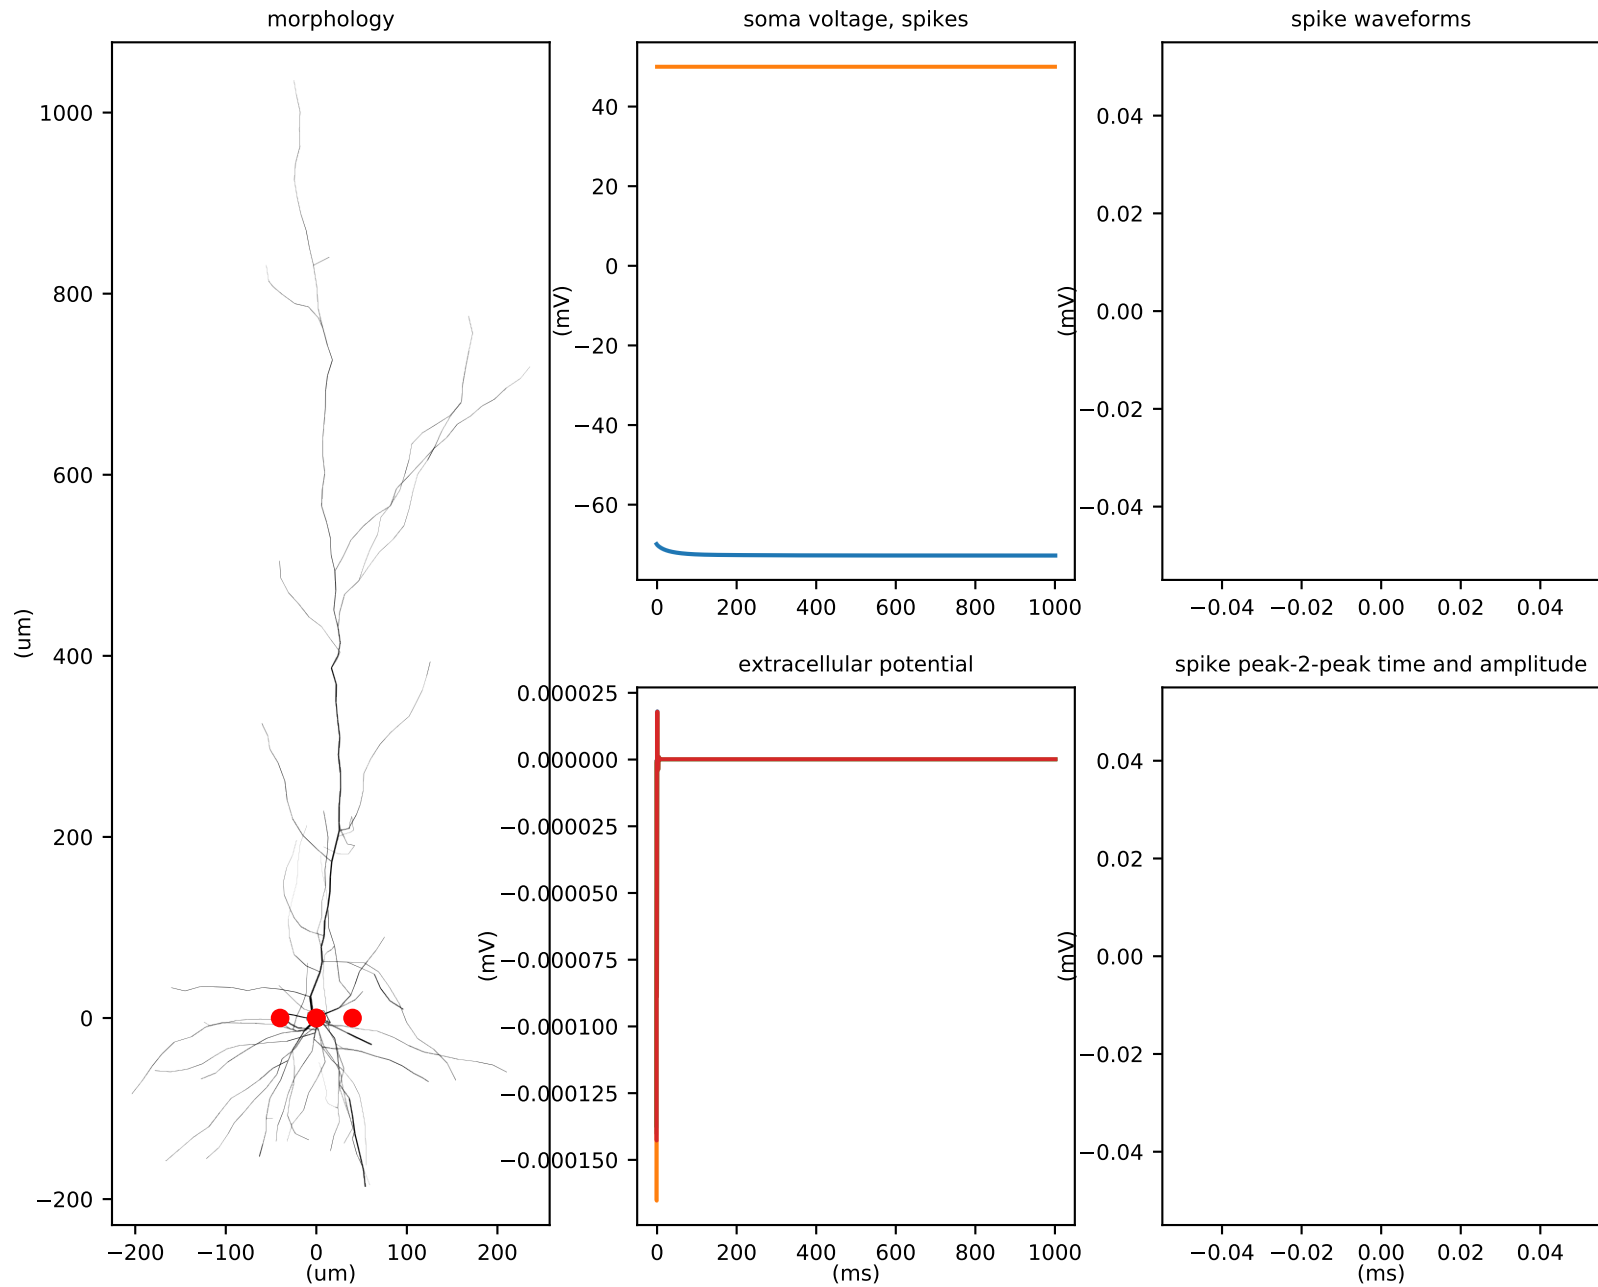 morphology
1000
800
600
400
200
0
−200
(um)
−200 −100 0 100 200
(um)
soma voltage, spikes
40
20
0
−20
−40
−60
(mV)
0 200 400 600 800 1000
spike waveforms
0.04
0.02
0.00
−0.02
−0.04
(mV)
−0.04 −0.02 0.00 0.02 0.04
extracellular potential
0.000025
0.000000
−0.000025
−0.000050
−0.000075
−0.000100
−0.000125
−0.000150
(mV)
0 200 400 600 800 1000
(ms)
spike peak-2-peak time and amplitude
0.04
0.02
0.00
−0.02
−0.04
(mV)
−0.04 −0.02 0.00 0.02 0.04
(ms)